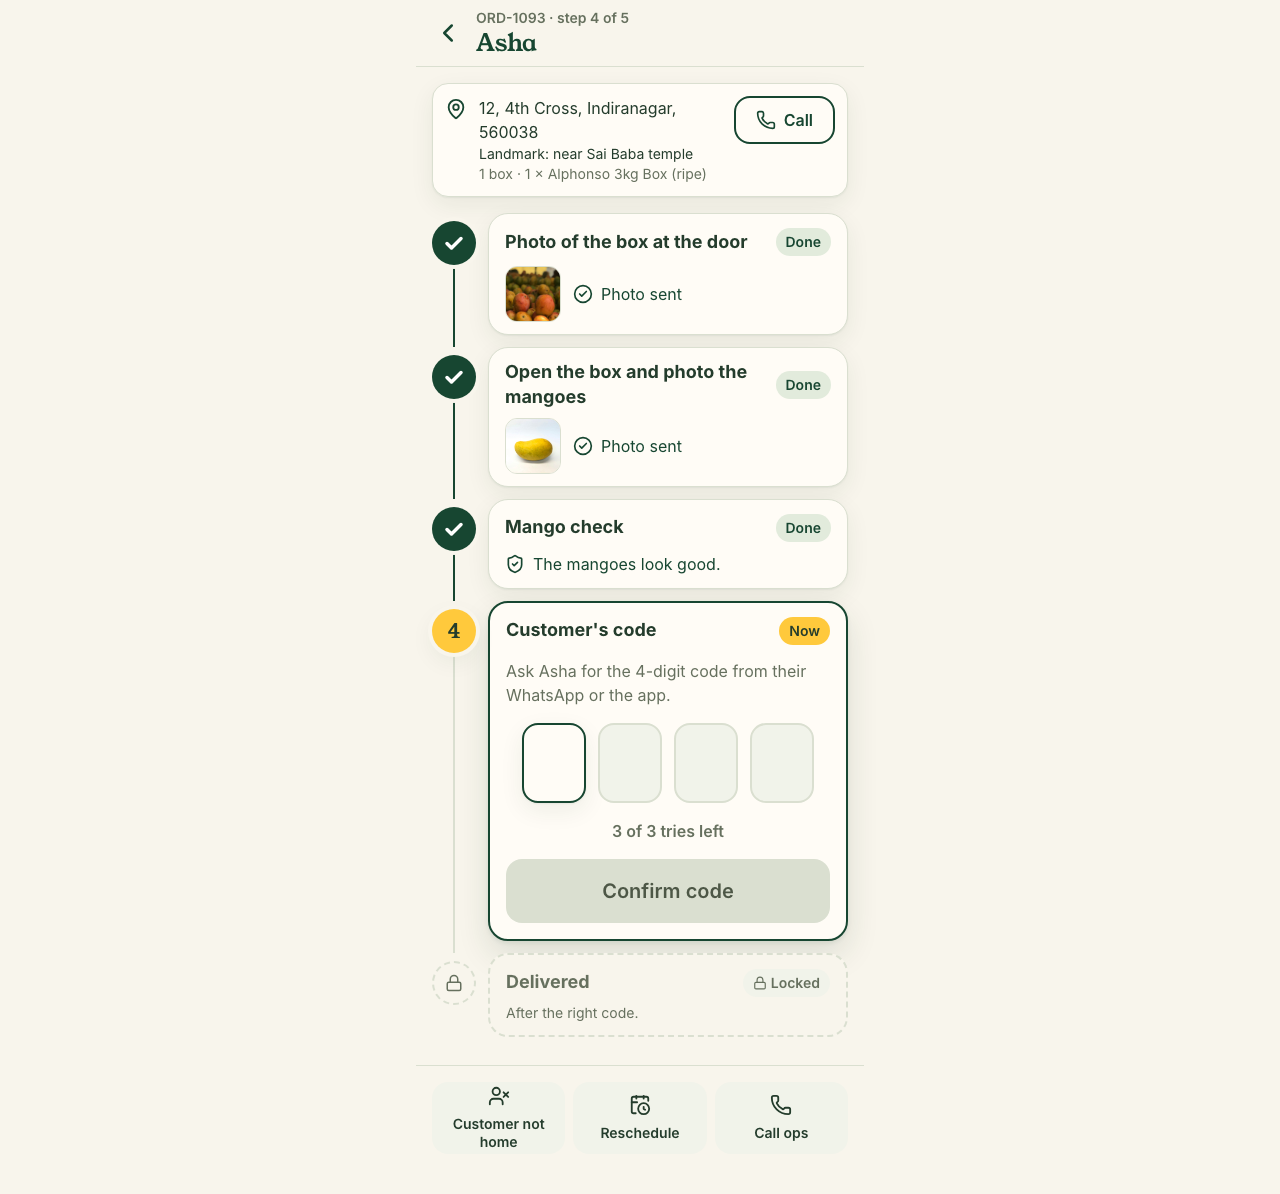 ORD-1093 · step 4 of 5
Asha
12, 4th Cross, Indiranagar,
560038
Landmark: near Sai Baba temple
1 box · 1 × Alphonso 3kg Box (ripe)
Call
Photo of the box at the door
Done
Photo sent
Open the box and photo the
mangoes
Done
Photo sent
Mango check
Done
The mangoes look good.
4
Customer's code
Now
Ask Asha for the 4-digit code from their
WhatsApp or the app.
3 of 3 tries left
Confirm code
Delivered
Locked
After the right code.
Customer not
home
Reschedule
Call ops